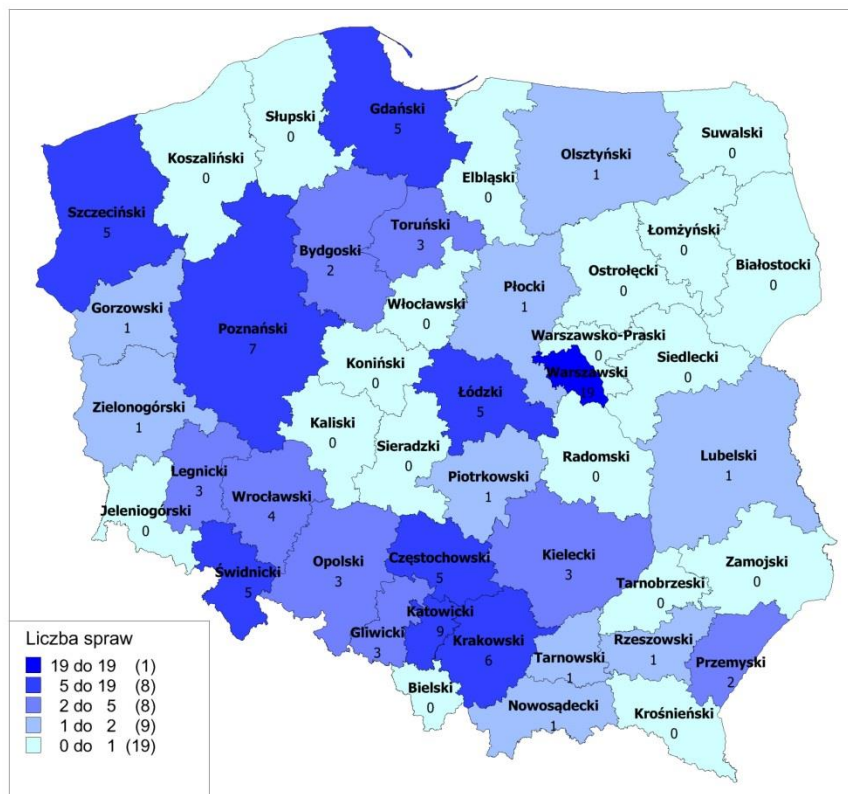 Słupski
0
Gdański
5
Koszaliński
0
Elbląski
0
Olsztyński
1
Suwalski
0
Szczeciński
5
Bydgoski
2
Toruński
3
Łomżyński
0
Ostrołęcki
0
Białostocki
0
Gorzowski
1
Poznański
7
Włocławski
0
Płocki
1
Warszawsko-Praski
0
Siedlecki
0
Koniński
0
Warszawski
19
Zielonogórski
1
Łódzki
5
Kaliski
0
Sieradzki
0
Radomski
0
Lubelski
1
Legnicki
3
Wrocławski
4
Piotrkowski
1
Jeleniogórski
0
Świdnicki
5
Opolski
3
Częstochowski
5
Kielecki
3
Tarnobrzeski
0
Zamojski
0
Gliwicki
3
Katowicki
9
Krakowski
6
Tarnowski
1
Rzeszowski
1
Przemyski
2
Bielski
0
Nowosądecki
1
Krośnieński
0
Liczba spraw
19 do 19 (1)
5 do 19 (8)
2 do 5 (8)
1 do 2 (9)
0 do 1 (19)